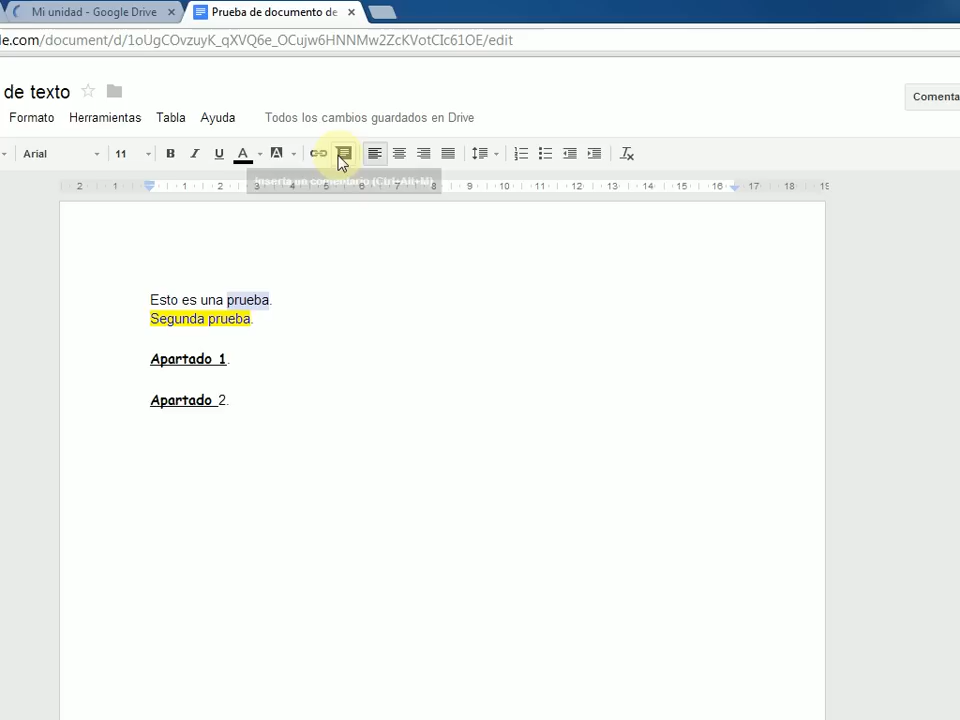 Mi unidad - Google Drive
Prueba de documento de
le.com/document/d/1oUgCOvzuyK_qXVQ6e_OCujw6HNNMw2ZcKVotCIc61OE/edit
de texto
Comenta
Formato Herramientas Tabla Ayuda Todos los cambios guardados en Drive
Arial 11 B I U A A
Inserta un comentario (Ctrl+Alt+M)
2 1 1 2 3 4 5 6 7 8 9 10 11 12 13 14 15 16 17 18 19
Esto es una prueba.
Segunda prueba.
Apartado 1.
Apartado 2.